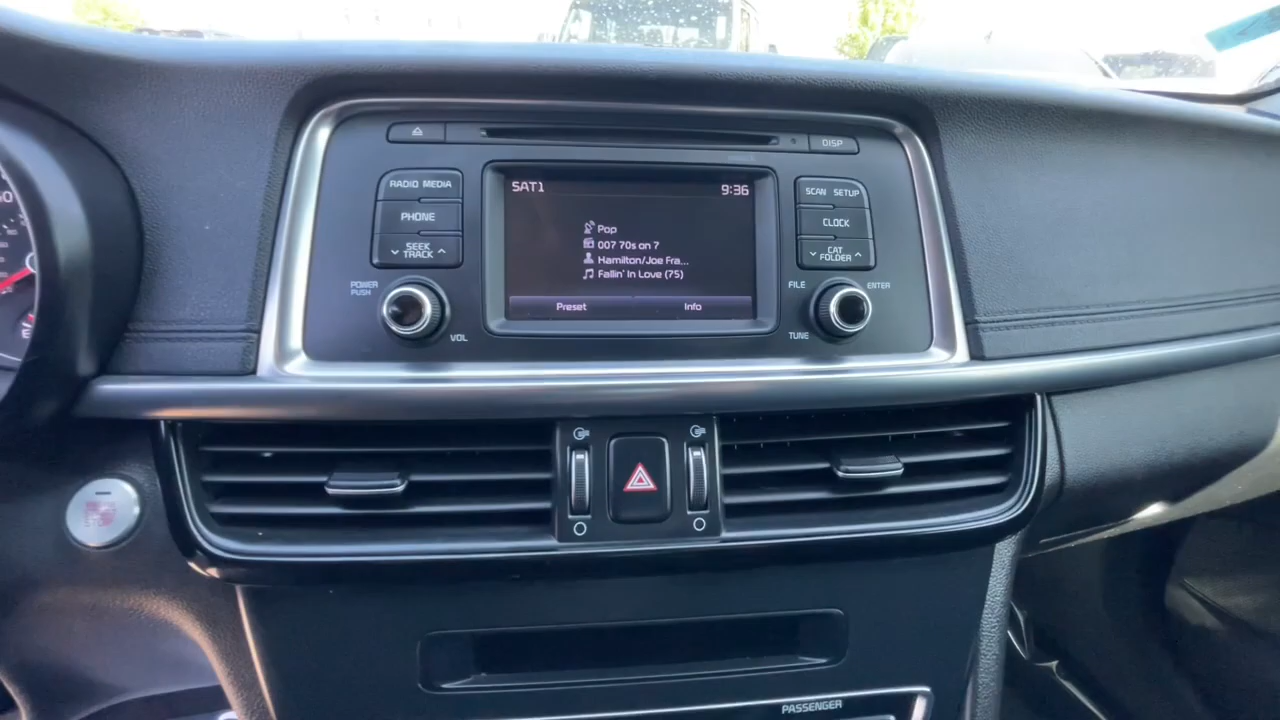 DISP
RADIO MEDIA
PHONE
SEEK
TRACK
POWER
PUSH
VOL
SAT1
9:36
Pop
007 70s on 7
Hamilton/Joe Fra...
Fallin' In Love (75)
Preset
Info
SCAN SETUP
CLOCK
CAT
FOLDER
FILE
ENTER
TUNE
PASSENGER